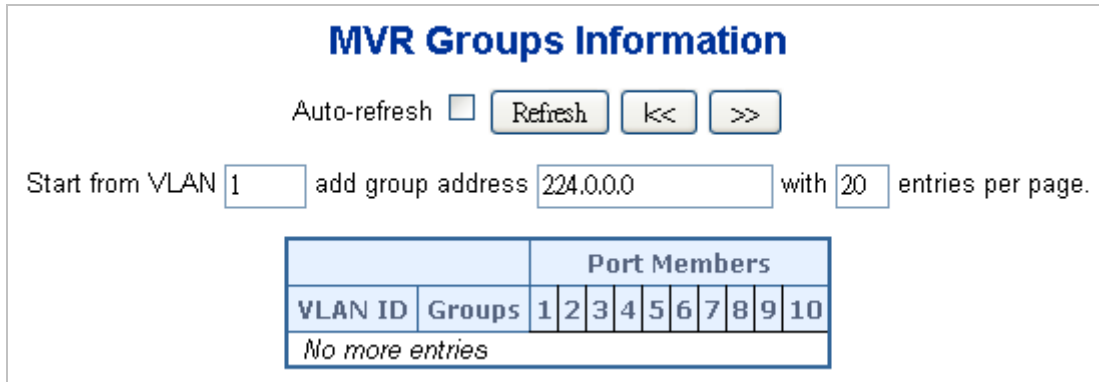 MVR Groups Information
Auto-refresh Refresh |<< >>
Start from VLAN 1 add group address 224.0.0.0 with 20 entries per page.
Port Members
VLAN ID Groups 1 2 3 4 5 6 7 8 9 10
No more entries